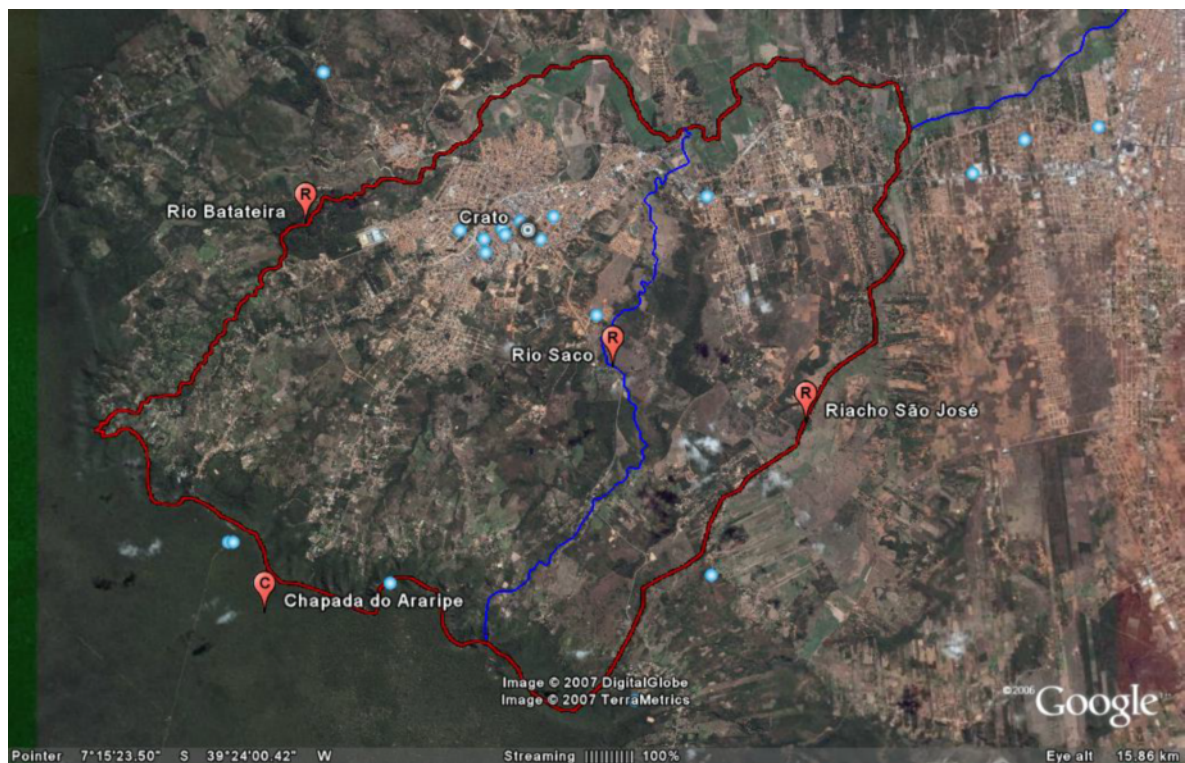 R
Rio Batateira
Crato
R
Rio Saco
R
Riacho São José
C
Chapada do Araripe
Image © 2007 DigitalGlobe
Image © 2007 TerraMetrics
©2006
Google
Pointer 7°15'23.50" S 39°24'00.42" W Streaming |||||||||| 100% Eye alt 15.86 km